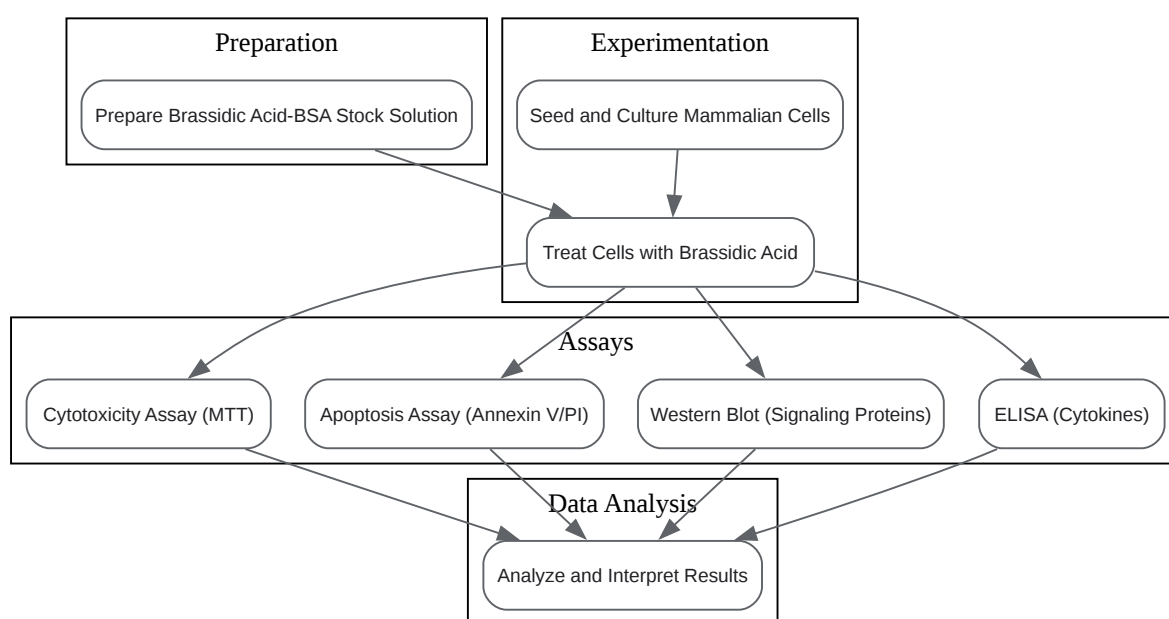 Preparation
Experimentation
Prepare Brassidic Acid-BSA Stock Solution
Seed and Culture Mammalian Cells
Treat Cells with Brassidic Acid
Assays
Cytotoxicity Assay (MTT)
Apoptosis Assay (Annexin V/PI)
Western Blot (Signaling Proteins)
ELISA (Cytokines)
Data Analysis
Analyze and Interpret Results